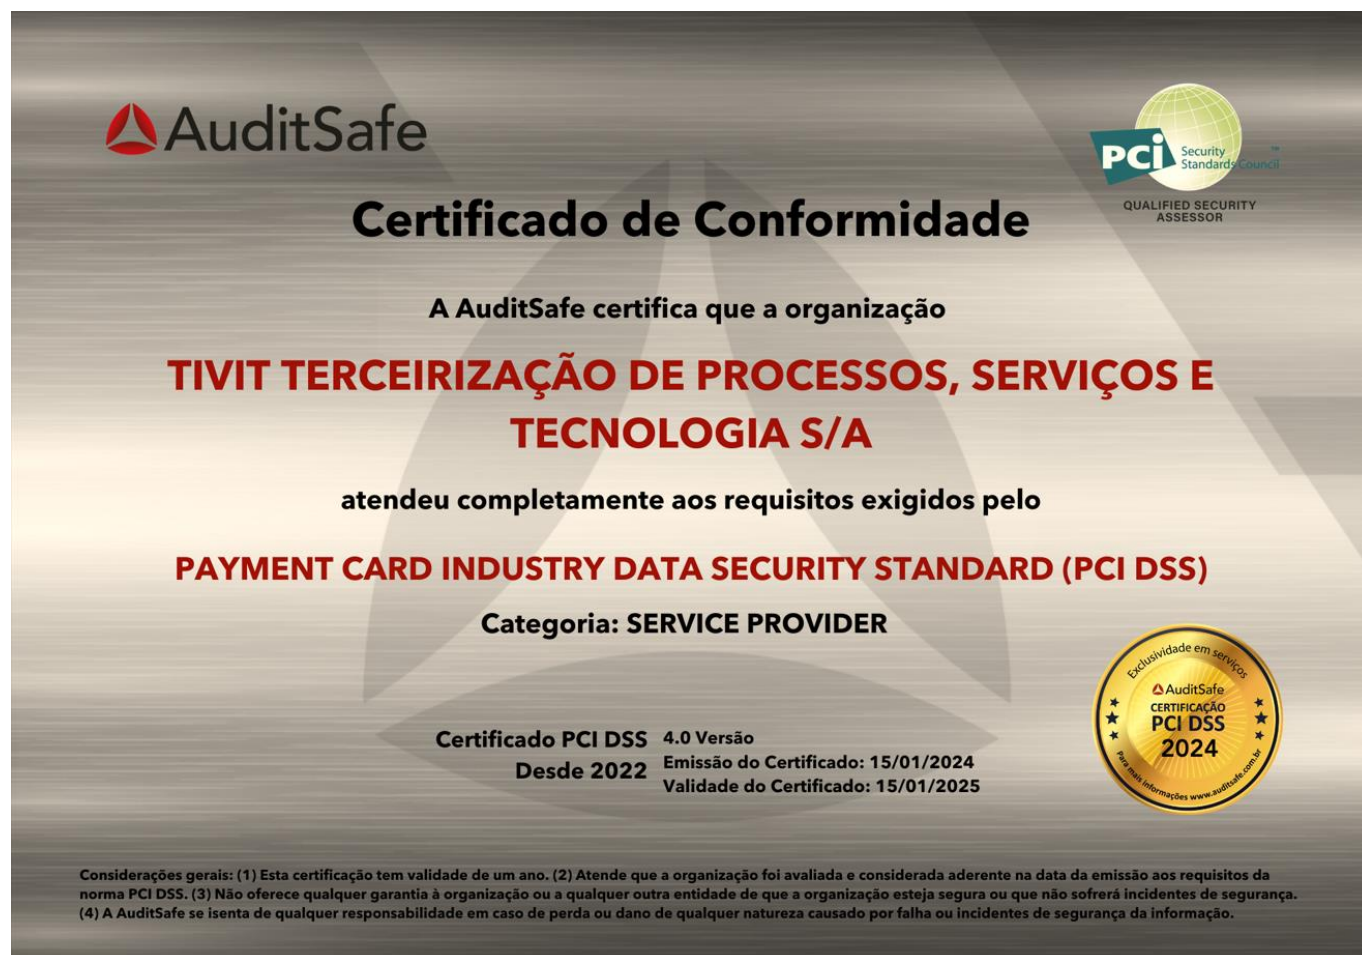 AuditSafe
PCi Security
Standards Council
™
QUALIFIED SECURITY
ASSESSOR
Certificado de Conformidade
A AuditSafe certifica que a organização
TIVIT TERCEIRIZAÇÃO DE PROCESSOS, SERVIÇOS E
TECNOLOGIA S/A
atendeu completamente aos requisitos exigidos pelo
PAYMENT CARD INDUSTRY DATA SECURITY STANDARD (PCI DSS)
Categoria: SERVICE PROVIDER
Certificado PCI DSS
Desde 2022
4.0 Versão
Emissão do Certificado: 15/01/2024
Validade do Certificado: 15/01/2025
Exclusividade em serviços
AuditSafe
CERTIFICAÇÃO
PCI DSS
2024
Para mais informações www.auditsafe.com.br
Considerações gerais: (1) Esta certificação tem validade de um ano. (2) Atende que a organização foi avaliada e considerada aderente na data da emissão aos requisitos da
norma PCI DSS. (3) Não oferece qualquer garantia à organização ou a qualquer outra entidade de que a organização esteja segura ou que não sofrerá incidentes de segurança.
(4) A AuditSafe se isenta de qualquer responsabilidade em caso de perda ou dano de qualquer natureza causado por falha ou incidentes de segurança da informação.